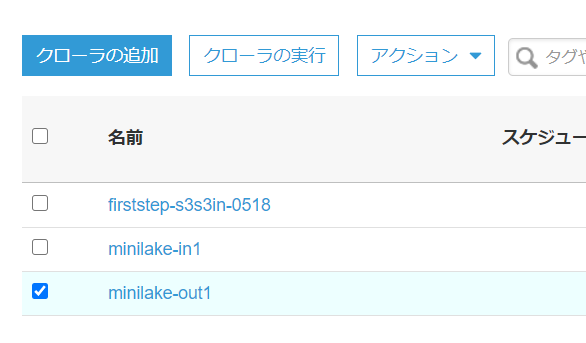 クローラの追加 クローラの実行 アクション タグや
名前 スケジュー
firststep-s3s3in-0518
minilake-in1
minilake-out1